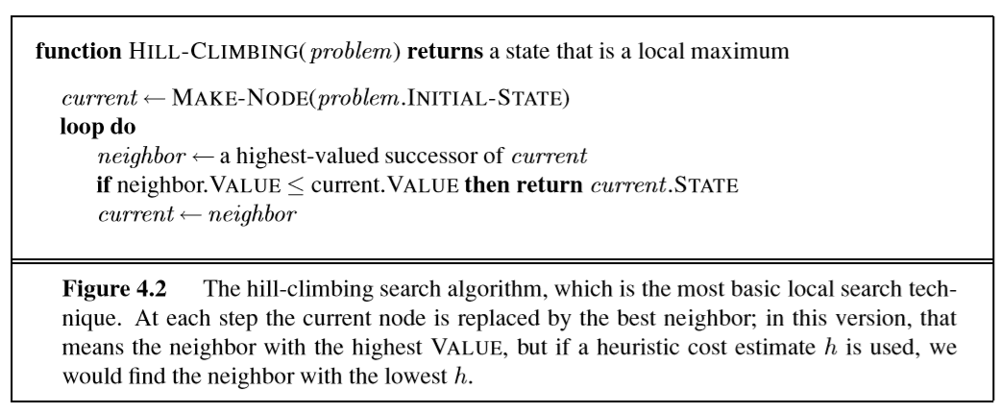 function HILL-CLIMBING(problem) returns a state that is a local maximum
current ← MAKE-NODE(problem.INITIAL-STATE)
loop do
neighbor ← a highest-valued successor of current
if neighbor.VALUE ≤ current.VALUE then return current.STATE
current ← neighbor
Figure 4.2 The hill-climbing search algorithm, which is the most basic local search tech-
nique. At each step the current node is replaced by the best neighbor; in this version, that
means the neighbor with the highest VALUE, but if a heuristic cost estimate h is used, we
would find the neighbor with the lowest h.